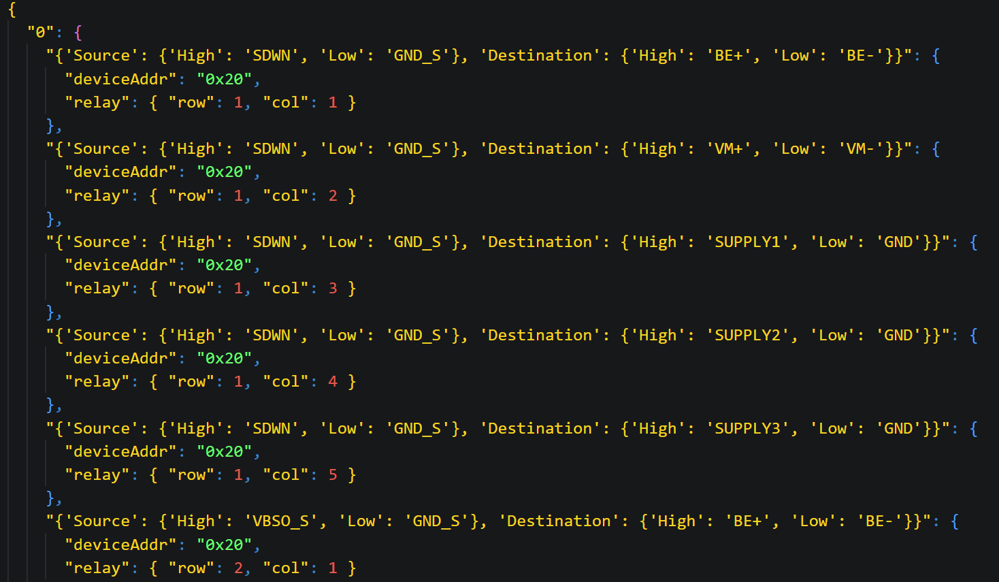 {
"0": {
"{'Source': {'High': 'SDWN', 'Low': 'GND_S'}, 'Destination': {'High': 'BE+', 'Low': 'BE-'}}": {
"deviceAddr": "0x20",
"relay": { "row": 1, "col": 1 }
},
"{'Source': {'High': 'SDWN', 'Low': 'GND_S'}, 'Destination': {'High': 'VM+', 'Low': 'VM-'}}": {
"deviceAddr": "0x20",
"relay": { "row": 1, "col": 2 }
},
"{'Source': {'High': 'SDWN', 'Low': 'GND_S'}, 'Destination': {'High': 'SUPPLY1', 'Low': 'GND'}}": {
"deviceAddr": "0x20",
"relay": { "row": 1, "col": 3 }
},
"{'Source': {'High': 'SDWN', 'Low': 'GND_S'}, 'Destination': {'High': 'SUPPLY2', 'Low': 'GND'}}": {
"deviceAddr": "0x20",
"relay": { "row": 1, "col": 4 }
},
"{'Source': {'High': 'SDWN', 'Low': 'GND_S'}, 'Destination': {'High': 'SUPPLY3', 'Low': 'GND'}}": {
"deviceAddr": "0x20",
"relay": { "row": 1, "col": 5 }
},
"{'Source': {'High': 'VBSO_S', 'Low': 'GND_S'}, 'Destination': {'High': 'BE+', 'Low': 'BE-'}}": {
"deviceAddr": "0x20",
"relay": { "row": 2, "col": 1 }